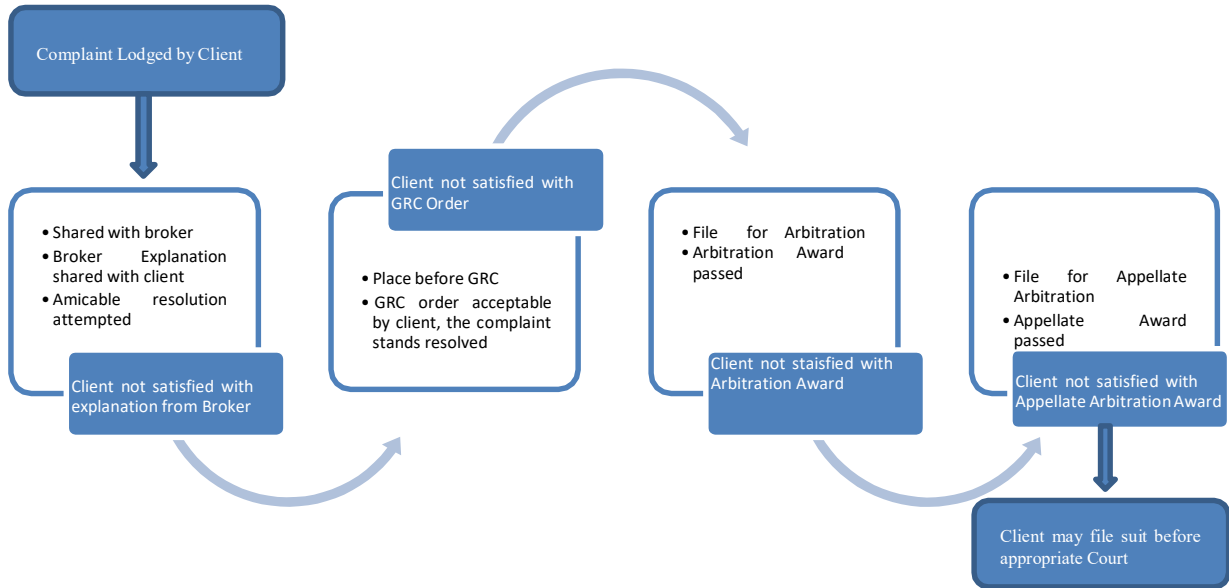 Complaint Lodged by Client
• Shared with broker
• Broker Explanation
shared with client
• Amicable resolution
attempted
Client not satisfied with
explanation from Broker
Client not satisfied with
GRC Order
• Place before GRC
• GRC order acceptable
by client, the complaint
stands resolved
• File for Arbitration
• Arbitration Award
passed
Client not staisfied with
Arbitration Award
• File for Appellate
Arbitration
• Appellate Award
passed
Client not satisfied with
Appellate Arbitration Award
Client may file suit before
appropriate Court